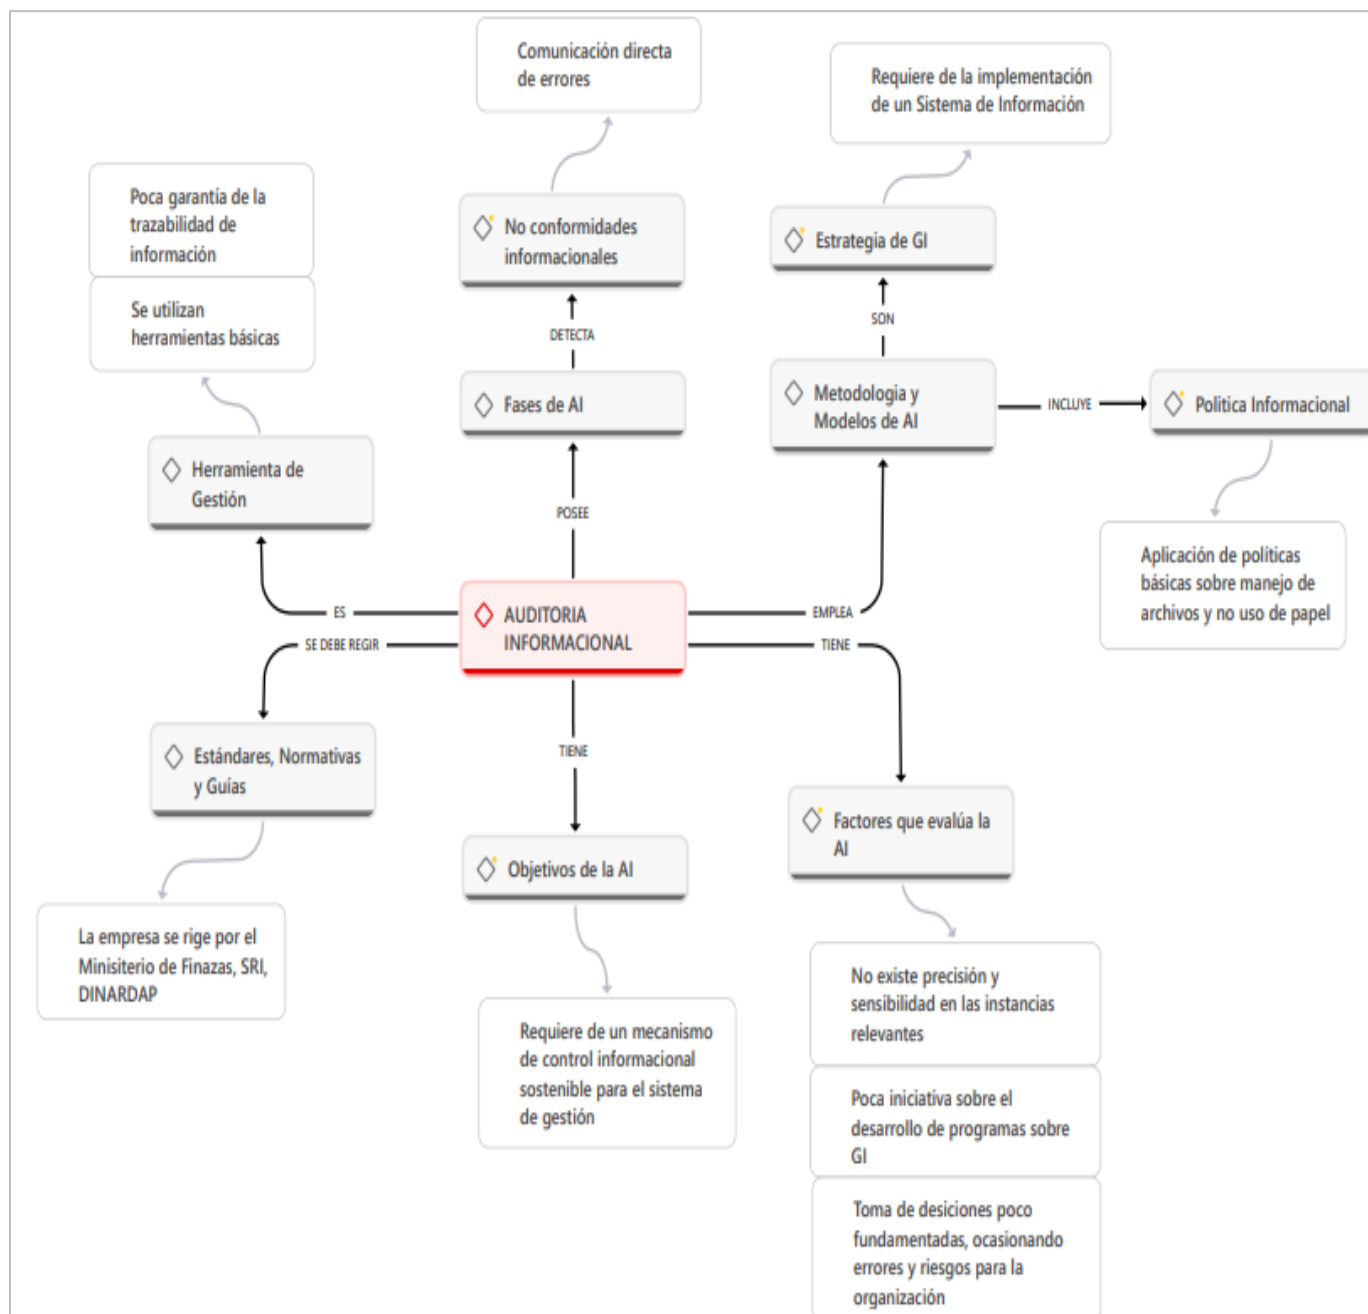 Comunicación directa
de errores
Requiere de la implementación
de un Sistema de Información
Poca garantía de la
trazabilidad de
información
Se utilizan
herramientas básicas
No conformidades
informacionales
Estrategia de GI
DETECTA
SON
Fases de AI
Metodologia y
Modelos de AI
INCLUYE
Politica Informacional
Herramienta de
Gestión
POSEE
Aplicación de políticas
básicas sobre manejo de
archivos y no uso de papel
ES
AUDITORIA
INFORMACIONAL
EMPLEA
SE DEBE REGIR
TIENE
Estándares, Normativas
y Guías
TIENE
Factores que evalúa la
AI
Objetivos de la AI
La empresa se rige por el
Minisiterio de Finazas, SRI,
DINARDAP
No existe precisión y
sensibilidad en las instancias
relevantes
Requiere de un mecanismo
de control informacional
sostenible para el sistema
de gestión
Poca iniciativa sobre el
desarrollo de programas sobre
GI
Toma de desiciones poco
fundamentadas, ocasionando
errores y riesgos para la
organización